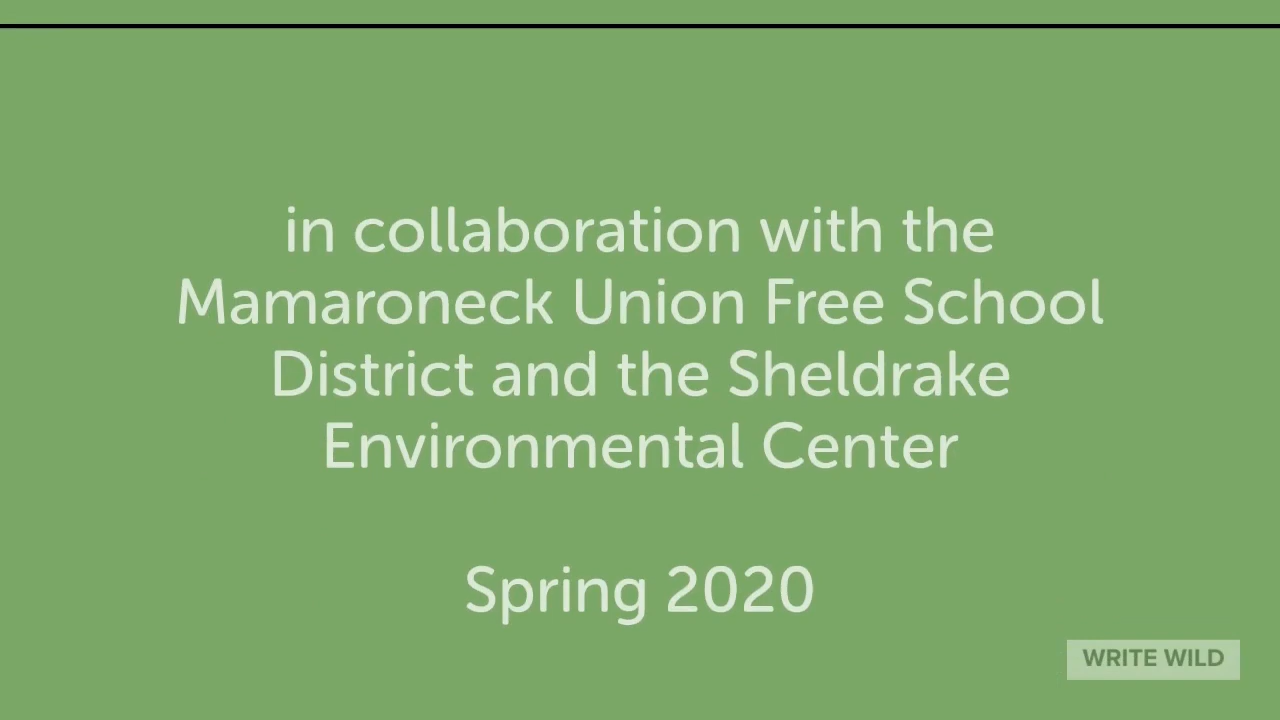 in collaboration with the
Mamaroneck Union Free School
District and the Sheldrake
Environmental Center
Spring 2020
WRITE WILD